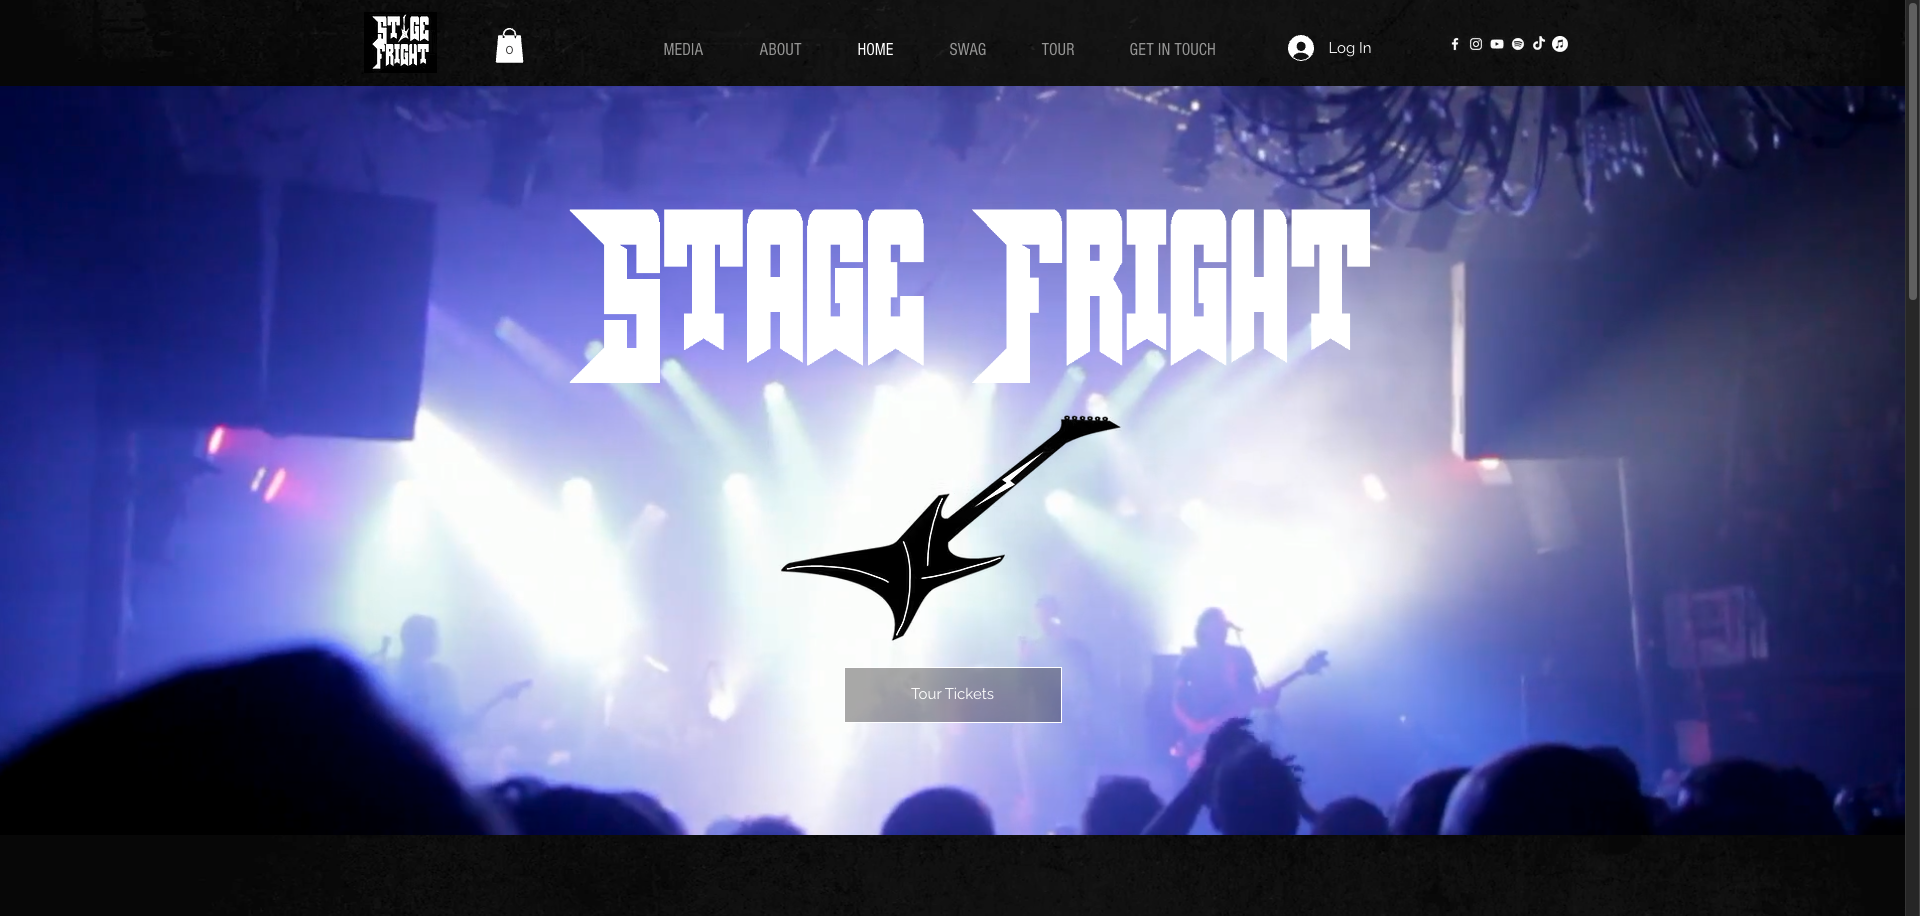 STAGE
FRIGHT
0
MEDIA
ABOUT
HOME
SWAG
TOUR
GET IN TOUCH
Log In
STAGE FRIGHT
Tour Tickets